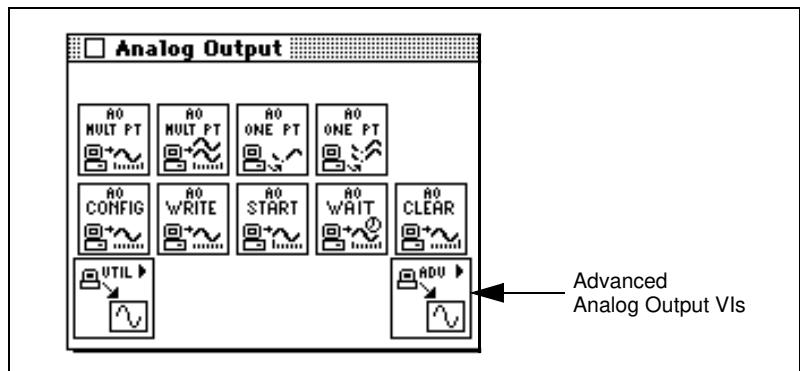 Analog Output
AO
MULT PT
AO
MULT PT
AO
ONE PT
AO
ONE PT
AO
CONFIG
AO
WRITE
AO
START
AO
WAIT
AO
CLEAR
UTIL
ADV
Advanced
Analog Output VIs